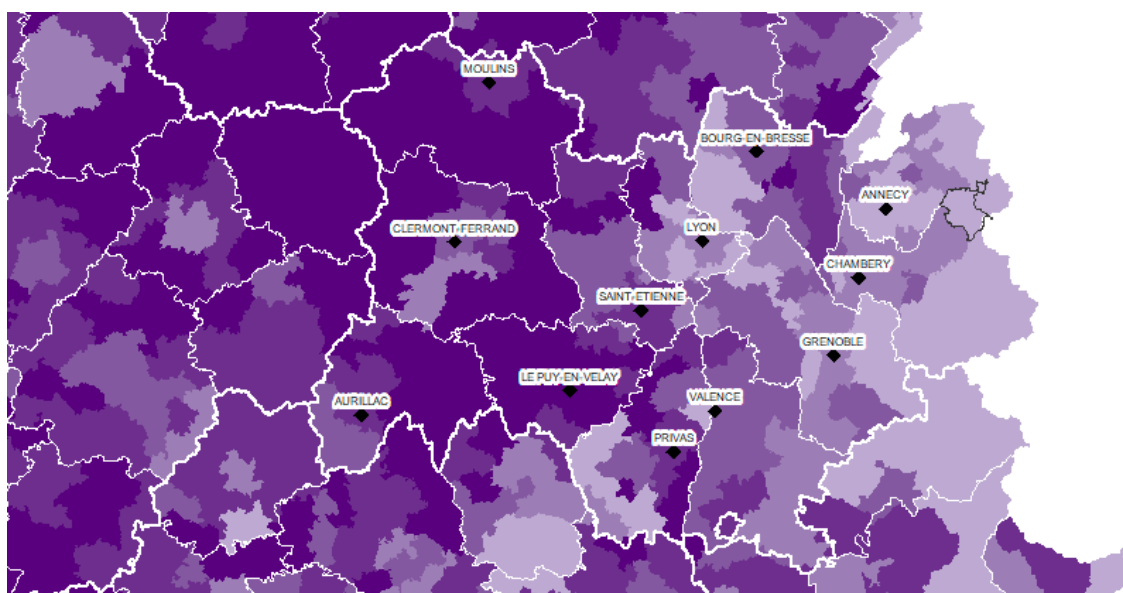 MOULINS
BOURG-EN-BRESSE
ANNECY
CLERMONT-FERRAND
LYON
CHAMBERY
SAINT-ETIENNE
GRENOBLE
LE PUY-EN-VELAY
AURILLAC
VALENCE
PRIVAS